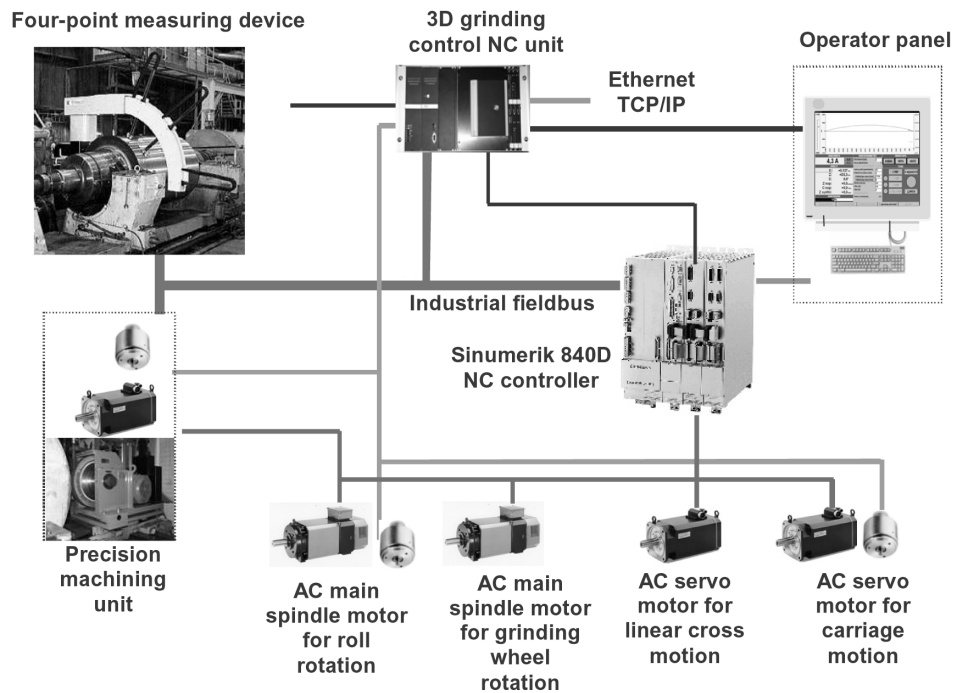 Four-point measuring device
3D grinding
control NC unit
Operator panel
Ethernet
TCP/IP
4,3 A
Industrial fieldbus
Sinumerik 840D
NC controller
Precision
machining
unit
AC main
spindle motor
for roll
rotation
AC main
spindle motor
for grinding
wheel
rotation
AC servo
motor for
linear cross
motion
AC servo
motor for
carriage
motion